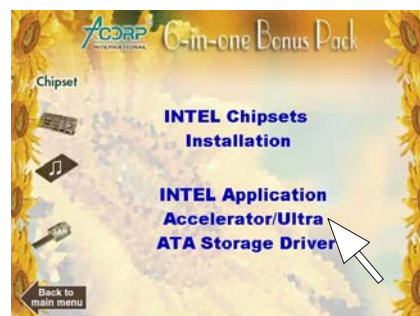 ACORP 6-in-one Bonus Pack
INTERNATIONAL
Chipset
INTEL Chipsets
Installation
INTEL Application
Accelerator/Ultra
ATA Storage Driver
LAN
Back to
main menu